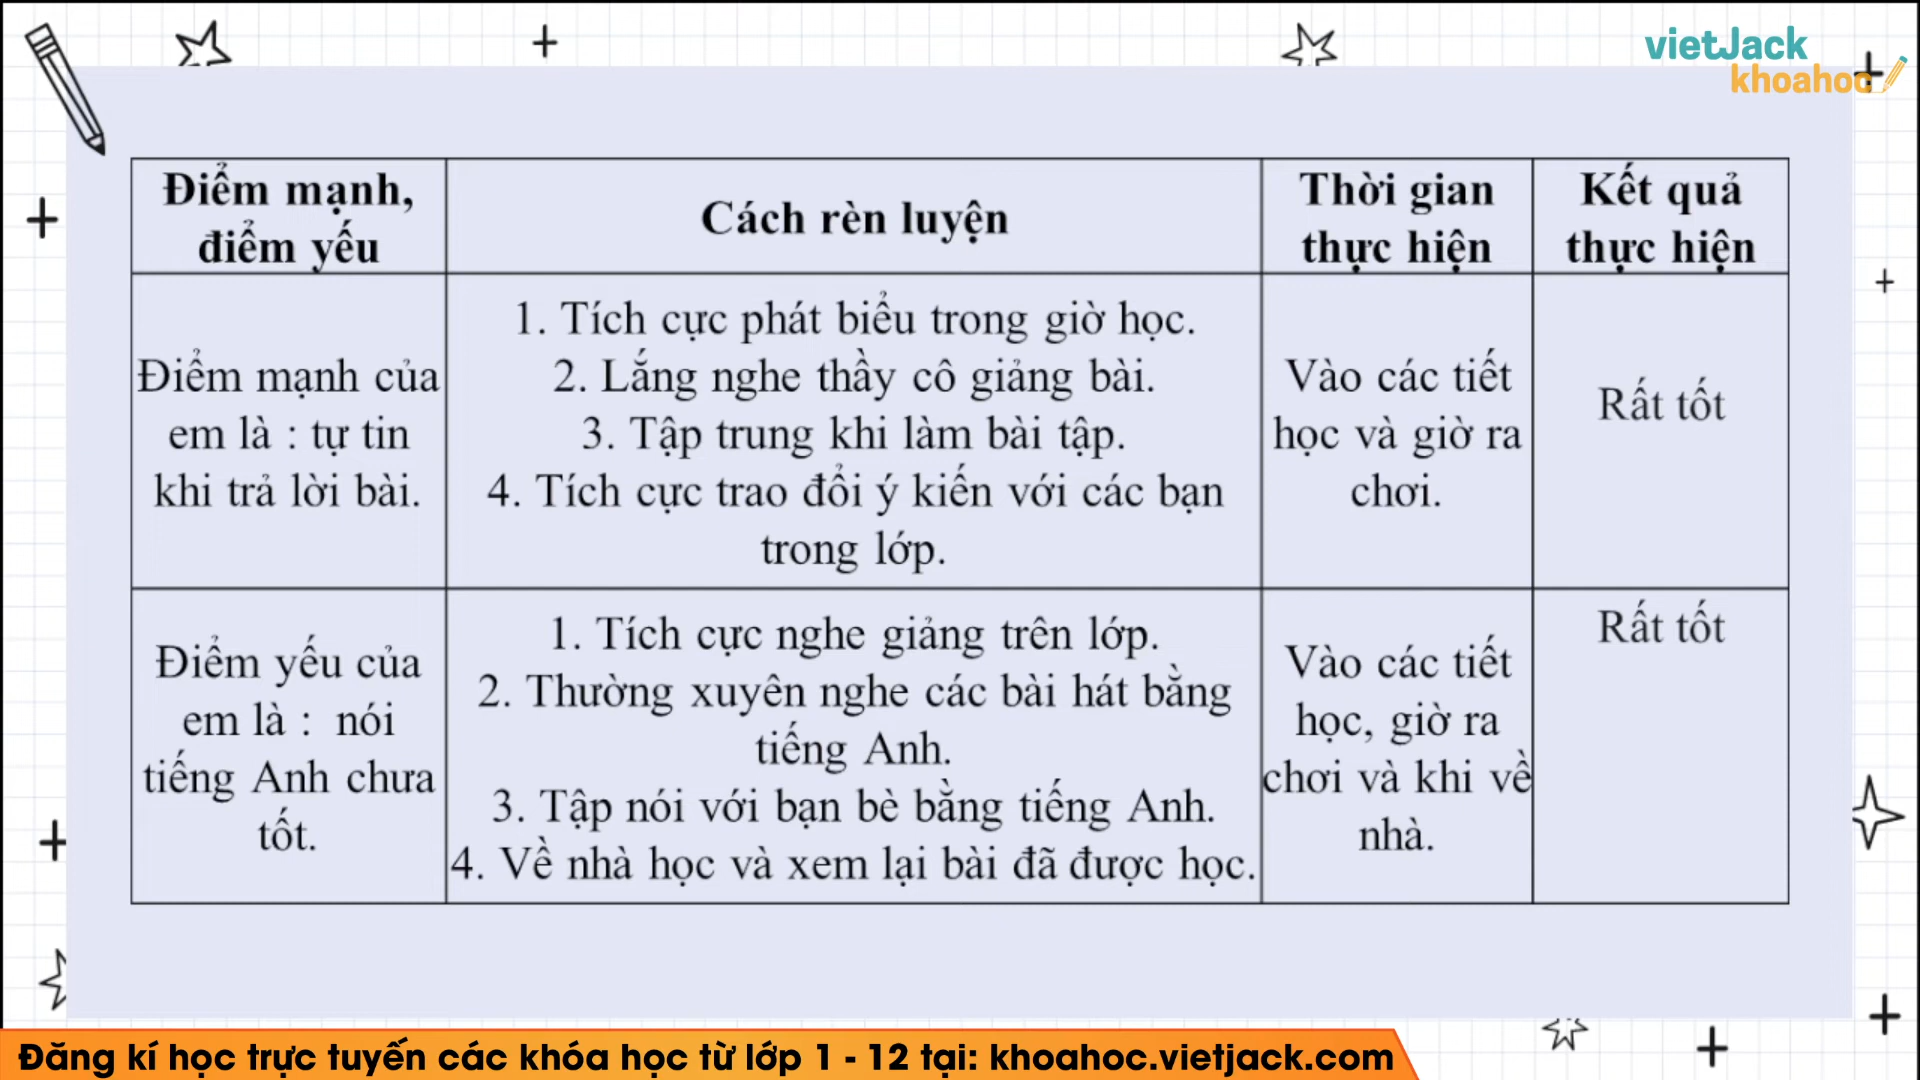 vietJack
khoahoc
Điểm mạnh,
điểm yếu
Cách rèn luyện
Thời gian
thực hiện
Kết quả
thực hiện
Điểm mạnh của
em là : tự tin
khi trả lời bài.
1. Tích cực phát biểu trong giờ học.
2. Lắng nghe thầy cô giảng bài.
3. Tập trung khi làm bài tập.
4. Tích cực trao đổi ý kiến với các bạn
trong lớp.
Vào các tiết
học và giờ ra
chơi.
Rất tốt
Điểm yếu của
em là : nói
tiếng Anh chưa
tốt.
1. Tích cực nghe giảng trên lớp.
2. Thường xuyên nghe các bài hát bằng
tiếng Anh.
3. Tập nói với bạn bè bằng tiếng Anh.
4. Về nhà học và xem lại bài đã được học.
Vào các tiết
học, giờ ra
chơi và khi về
nhà.
Rất tốt
Đăng kí học trực tuyến các khóa học từ lớp 1 - 12 tại: khoahoc.vietjack.com